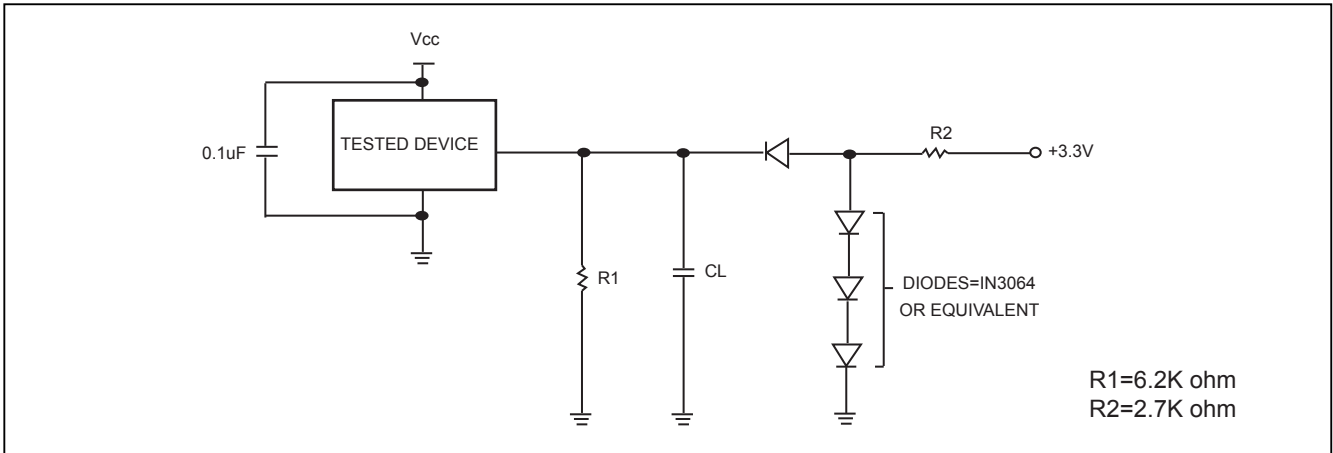 Vcc
0.1uF
TESTED DEVICE
R2
+3.3V
R1
CL
DIODES=IN3064
OR EQUIVALENT
R1=6.2K ohm
R2=2.7K ohm